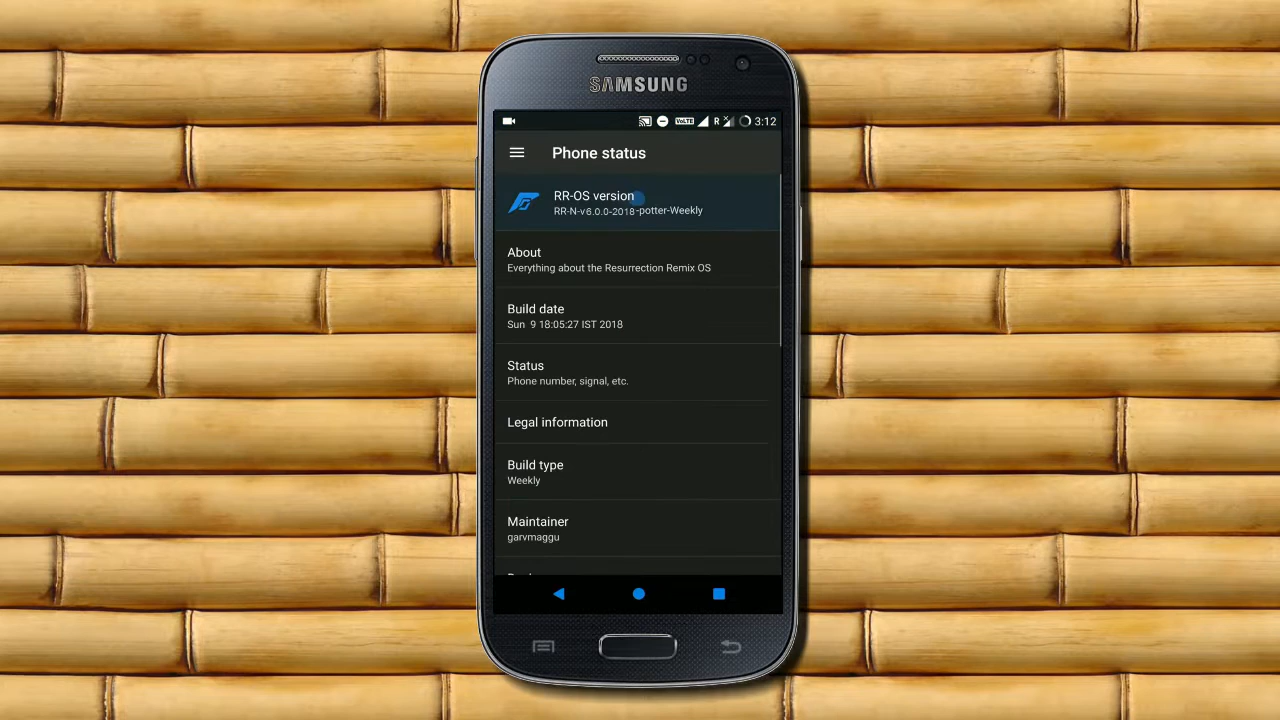 SAMSUNG
VoLTE R 3:12
Phone status
RR-OS version
RR-N-v6.0.0-2018-potter-Weekly
About
Everything about the Resurrection Remix OS
Build date
Sun 9 18:05:27 IST 2018
Status
Phone number, signal, etc.
Legal information
Build type
Weekly
Maintainer
garvmaggu